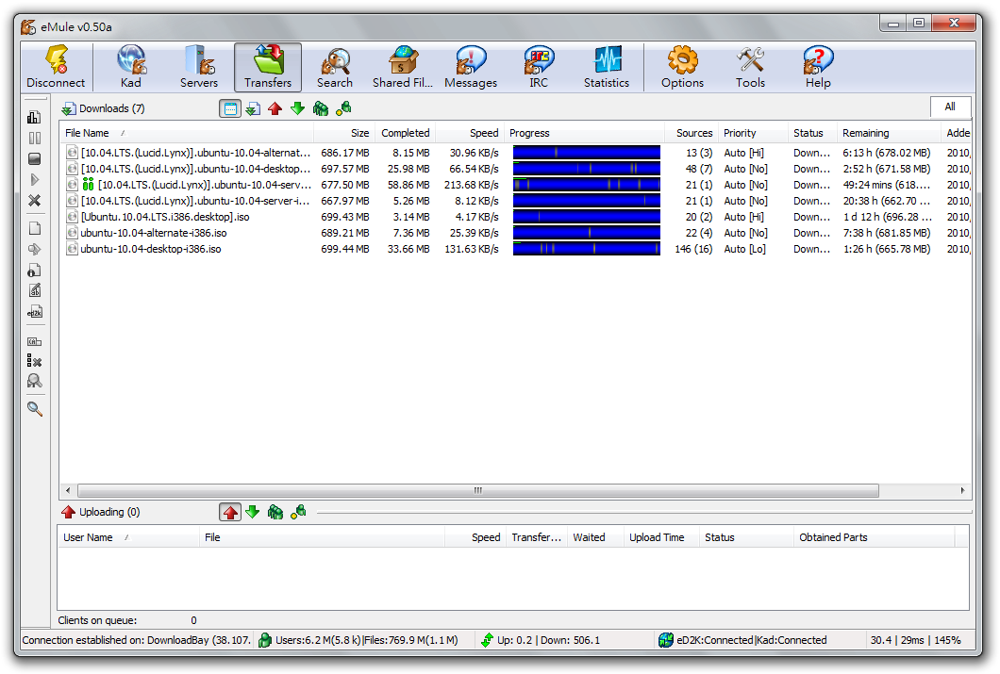 eMule v0.50a
Disconnect Kad Servers Transfers Search Shared Fil... Messages IRC Statistics Options Tools Help
Downloads (7) All
File Name Size Completed Speed Progress Sources Priority Status Remaining Adde
[10.04.LTS.(Lucid.Lynx)].ubuntu-10.04-alternat... 686.17 MB 8.15 MB 30.96 KB/s 13 (3) Auto [Hi] Down... 6:13 h (678.02 MB) 2010,
[10.04.LTS.(Lucid.Lynx)].ubuntu-10.04-desktop... 697.57 MB 25.98 MB 66.54 KB/s 48 (7) Auto [No] Down... 2:52 h (671.58 MB) 2010,
[10.04.LTS.(Lucid.Lynx)].ubuntu-10.04-serv... 677.50 MB 58.86 MB 213.68 KB/s 21 (1) Auto [No] Down... 49:24 mins (618.... 2010,
[10.04.LTS.(Lucid.Lynx)].ubuntu-10.04-server-i... 667.97 MB 5.26 MB 8.12 KB/s 21 (1) Auto [No] Down... 20:38 h (662.70 ... 2010,
[Ubuntu.10.04.LTS.i386.desktop].iso 699.43 MB 3.14 MB 4.17 KB/s 20 (2) Auto [Hi] Down... 1 d 12 h (696.28 ... 2010,
ubuntu-10.04-alternate-i386.iso 689.21 MB 7.36 MB 25.39 KB/s 22 (4) Auto [No] Down... 7:38 h (681.85 MB) 2010,
ubuntu-10.04-desktop-i386.iso 699.44 MB 33.66 MB 131.63 KB/s 146 (16) Auto [Lo] Down... 1:26 h (665.78 MB) 2010,
Uploading (0)
User Name File Speed Transfer... Waited Upload Time Status Obtained Parts
Clients on queue: 0
Connection established on: DownloadBay (38.107. Users:6.2 M(5.8 k)|Files:769.9 M(1.1 M) Up: 0.2 | Down: 506.1 eD2K:Connected|Kad:Connected 30.4 | 29ms | 145%